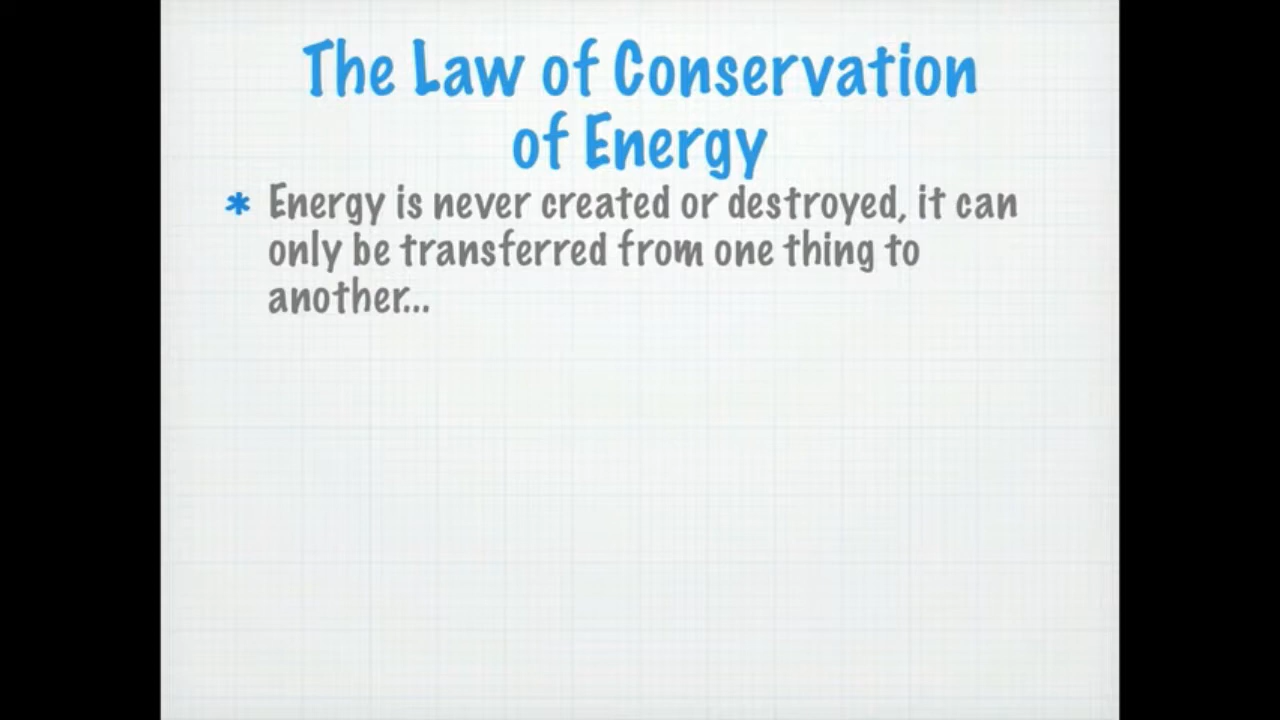 The Law of Conservation
of Energy
* Energy is never created or destroyed, it can
only be transferred from one thing to
another...